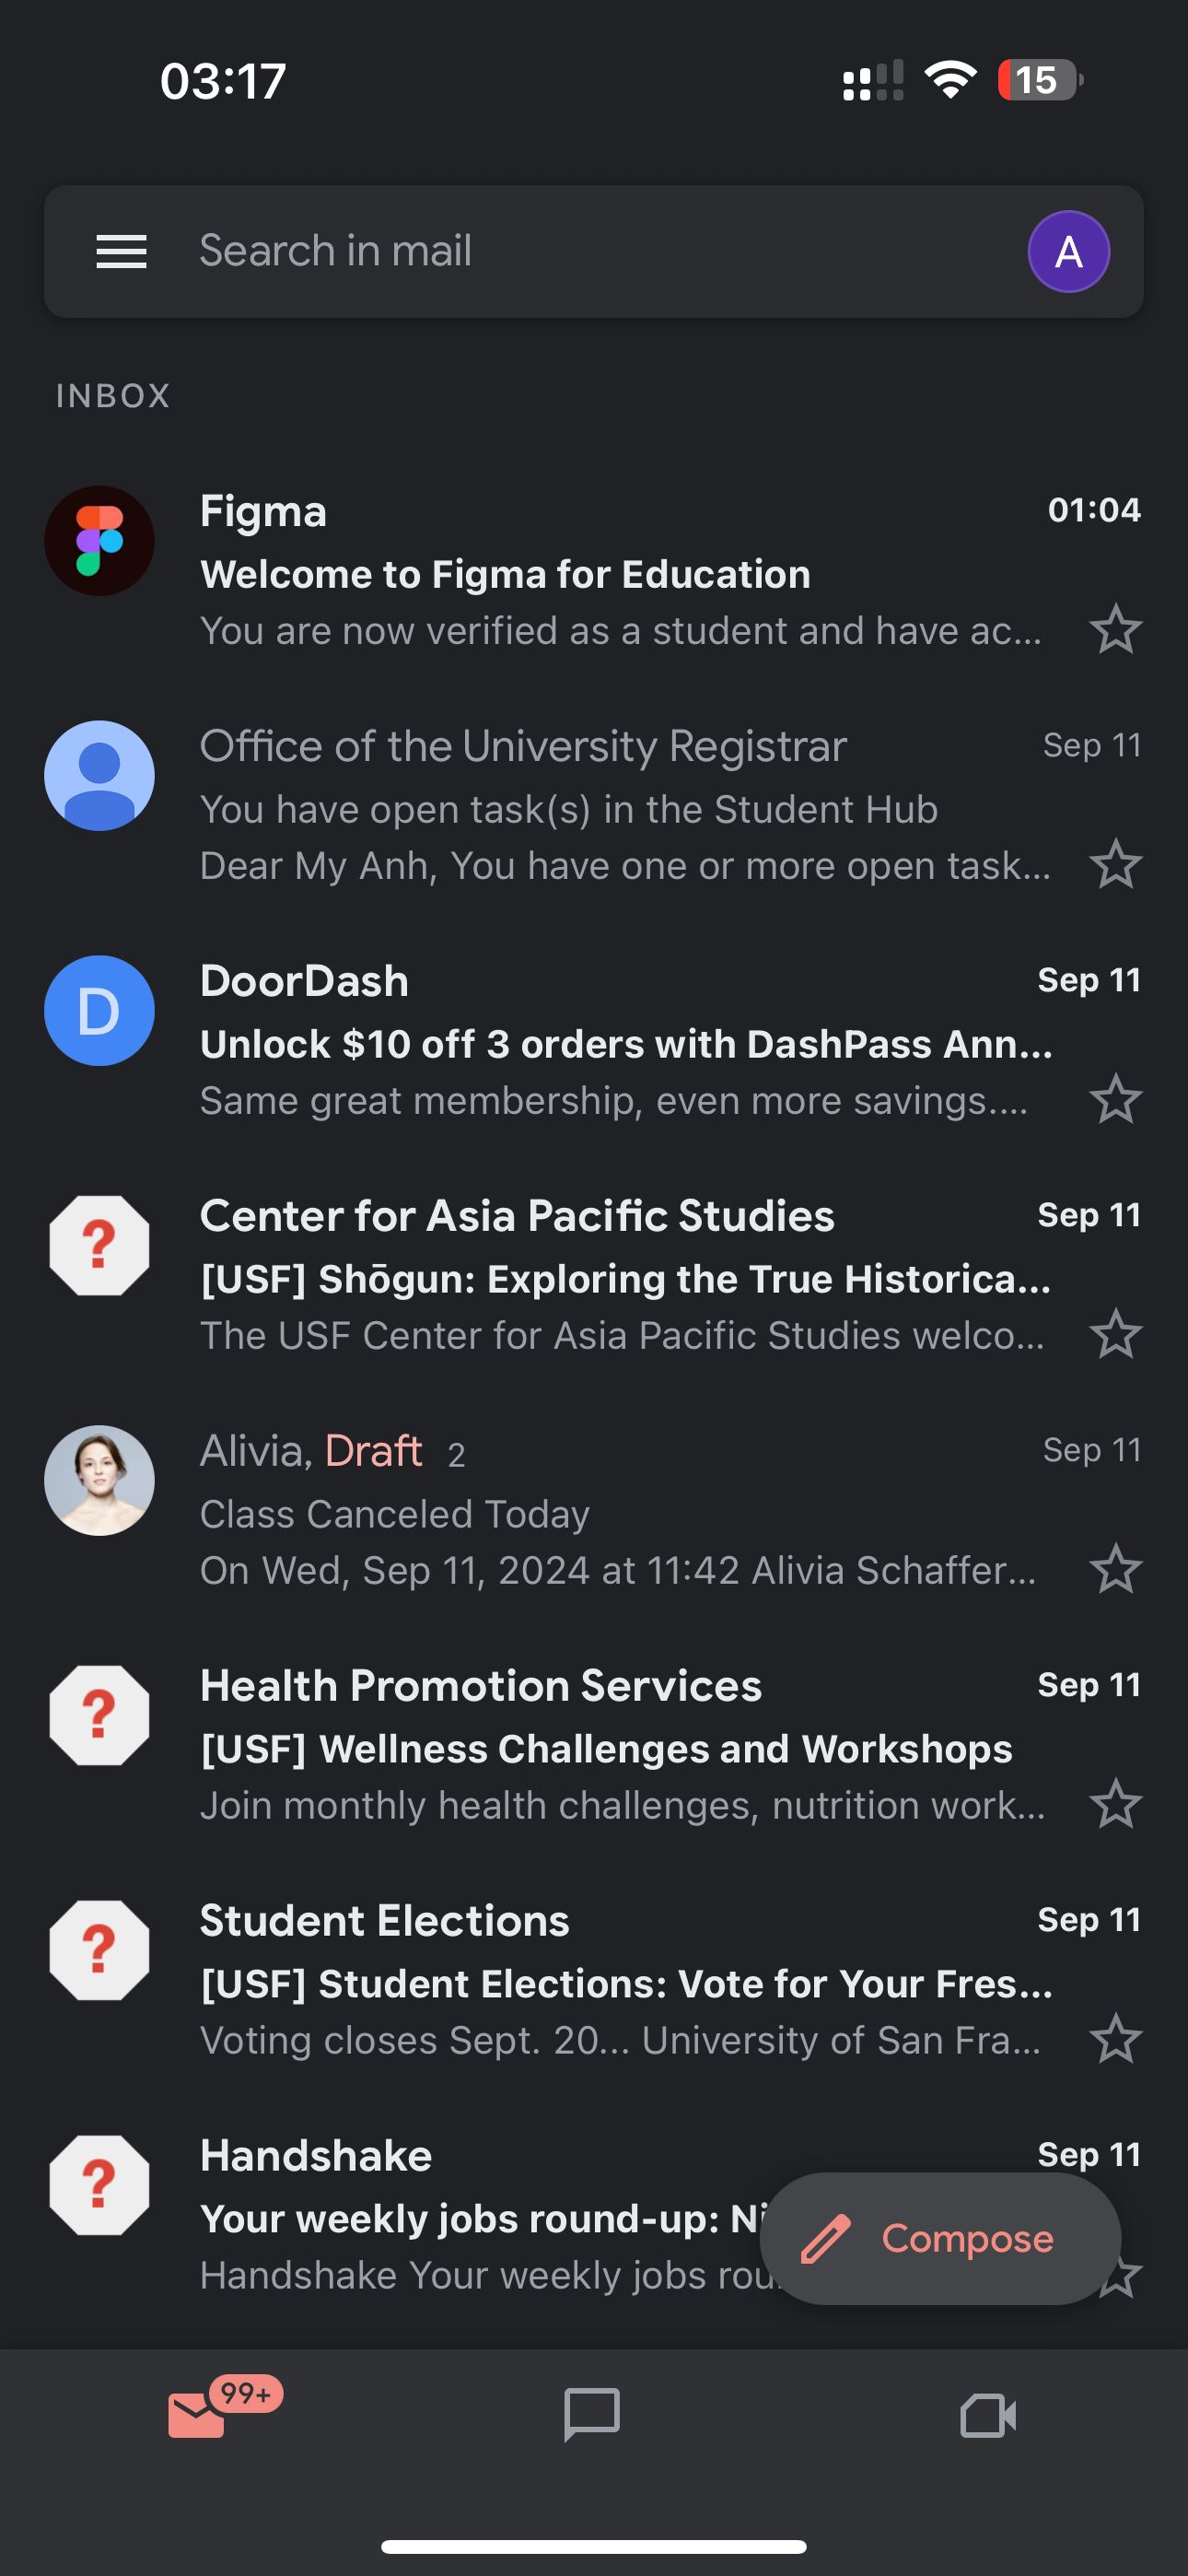 03:17
15
Search in mail
A
INBOX
Figma
01:04
Welcome to Figma for Education
You are now verified as a student and have ac...
Office of the University Registrar
Sep 11
You have open task(s) in the Student Hub
Dear My Anh, You have one or more open task...
D
DoorDash
Sep 11
Unlock $10 off 3 orders with DashPass Ann...
Same great membership, even more savings....
?
Center for Asia Pacific Studies
Sep 11
[USF] Shōgun: Exploring the True Historica...
The USF Center for Asia Pacific Studies welco...
Alivia, Draft 2
Sep 11
Class Canceled Today
On Wed, Sep 11, 2024 at 11:42 Alivia Schaffer...
?
Health Promotion Services
Sep 11
[USF] Wellness Challenges and Workshops
Join monthly health challenges, nutrition work...
?
Student Elections
Sep 11
[USF] Student Elections: Vote for Your Fres...
Voting closes Sept. 20... University of San Fra...
?
Handshake
Sep 11
Your weekly jobs round-up:
Handshake Your weekly jobs
Compose
99+